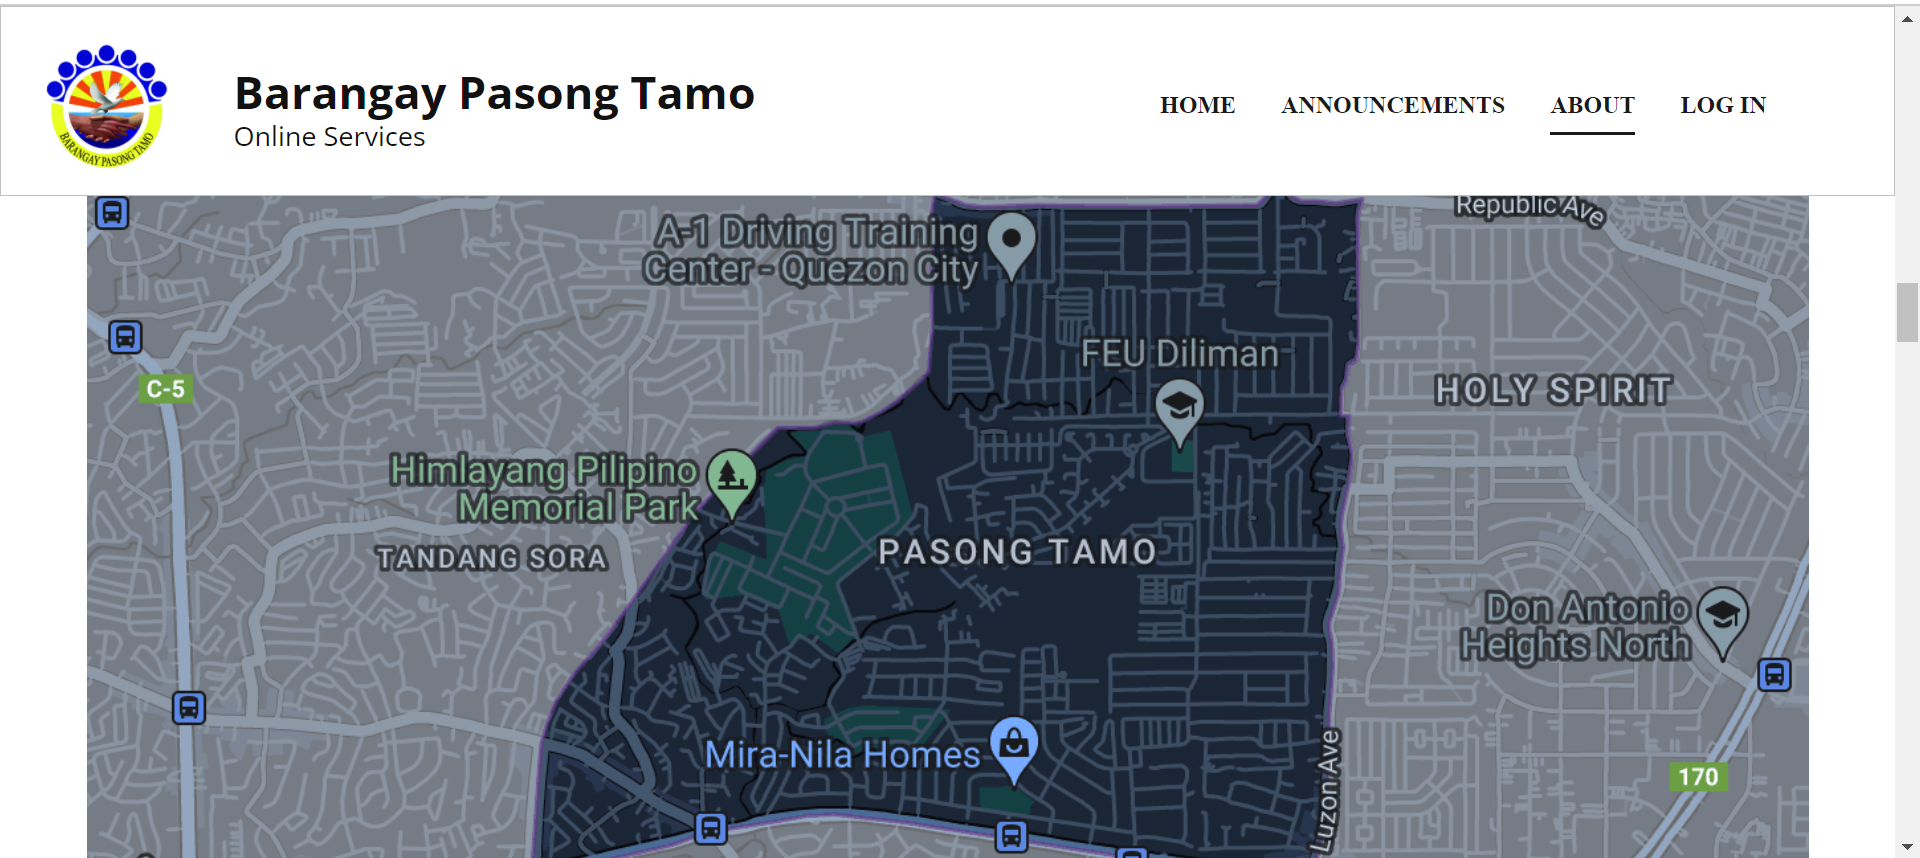 Barangay Pasong Tamo
Online Services
HOME ANNOUNCEMENTS ABOUT LOG IN
BARANGAY PASONG TAMO
Republic Ave
A-1 Driving Training
Center - Quezon City
FEU Diliman
C-5
HOLY SPIRIT
Himlayang Pilipino
Memorial Park
TANDANG SORA
PASONG TAMO
Don Antonio
Heights North
Mira-Nila Homes
Luzon Ave
170